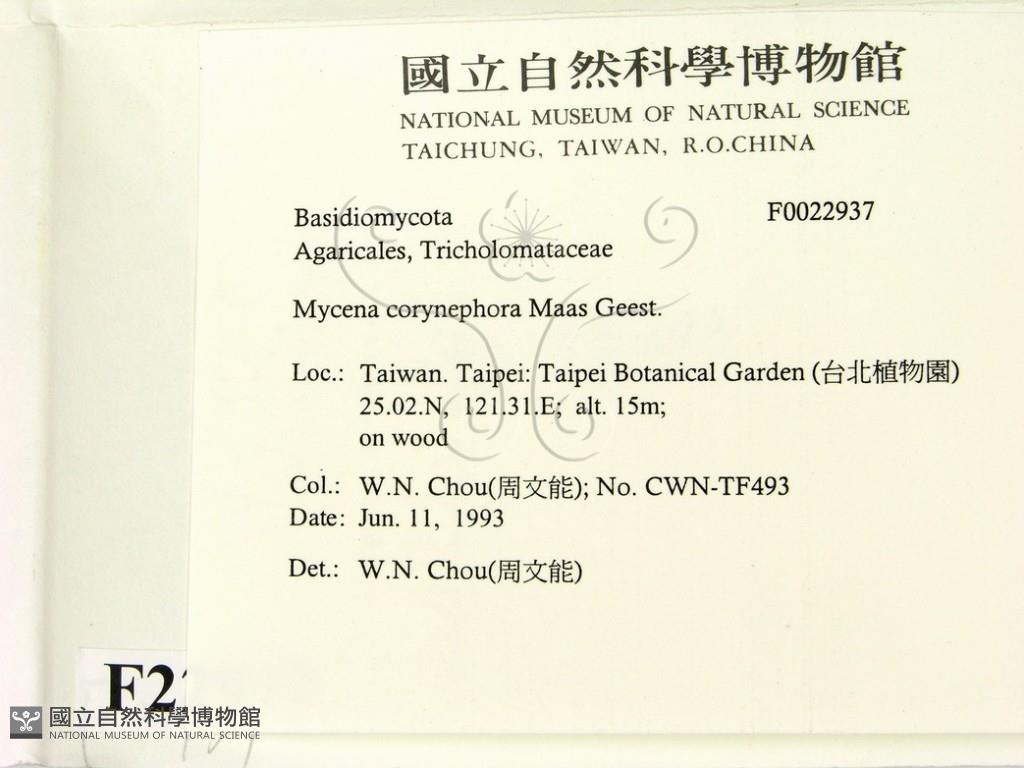 國立自然科學博物館
NATIONAL MUSEUM OF NATURAL SCIENCE
TAICHUNG, TAIWAN, R.O.CHINA
Basidiomycota F0022937
Agaricales, Tricholomataceae
Mycena corynephora Maas Geest.
Loc.: Taiwan. Taipei: Taipei Botanical Garden (台北植物園)
25.02.N, 121.31.E; alt. 15m;
on wood
Col.: W.N. Chou(周文能); No. CWN-TF493
Date: Jun. 11, 1993
Det.: W.N. Chou(周文能)
國立自然科學博物館
NATIONAL MUSEUM OF NATURAL SCIENCE